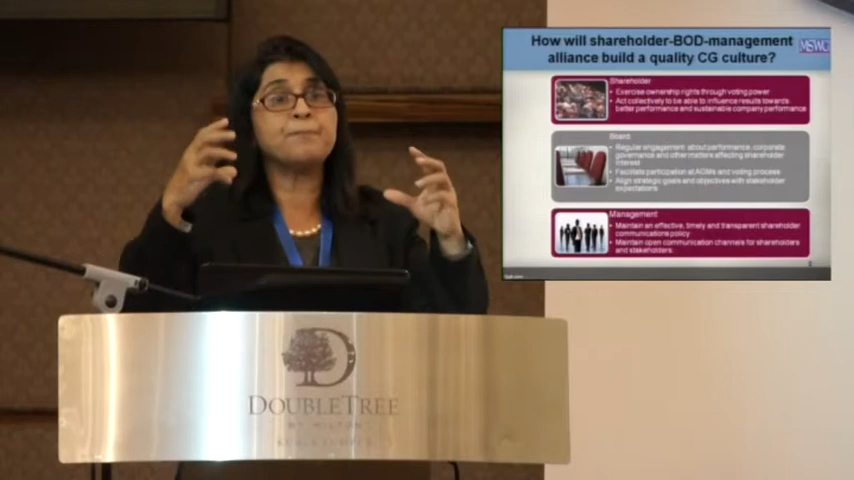 How will shareholder-BOD-management
alliance build a quality CG culture?
MSWG
Shareholder
• Exercise ownership rights through voting power
• Act collectively to be able to influence results towards
better performance and sustainable company performance
Board
• Regular engagement about performance, corporate
governance and other matters affecting shareholder
interest
• Facilitate participation at AGMs and voting process
• Align strategic goals and objectives with stakeholder
expectations
Management
• Maintain an effective, timely and transparent shareholder
communications policy
• Maintain open communication channels for shareholders
and stakeholders
D
DOUBLETREE
BY HILTON
KUALA LUMPUR